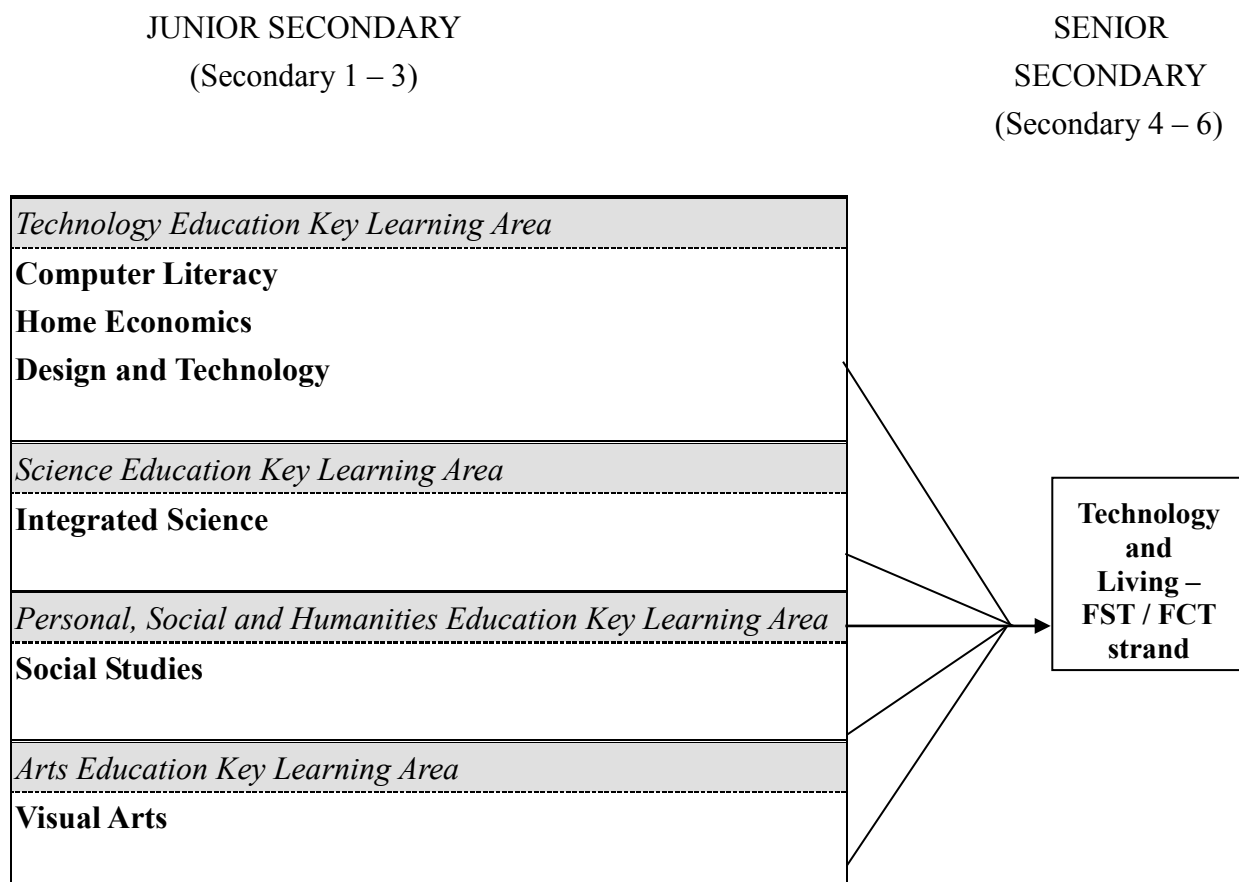 JUNIOR SECONDARY
(Secondary 1 – 3)
SENIOR
SECONDARY
(Secondary 4 – 6)
Technology Education Key Learning Area
Computer Literacy
Home Economics
Design and Technology
Science Education Key Learning Area
Integrated Science
Personal, Social and Humanities Education Key Learning Area
Social Studies
Arts Education Key Learning Area
Visual Arts
Technology
and
Living –
FST / FCT
strand